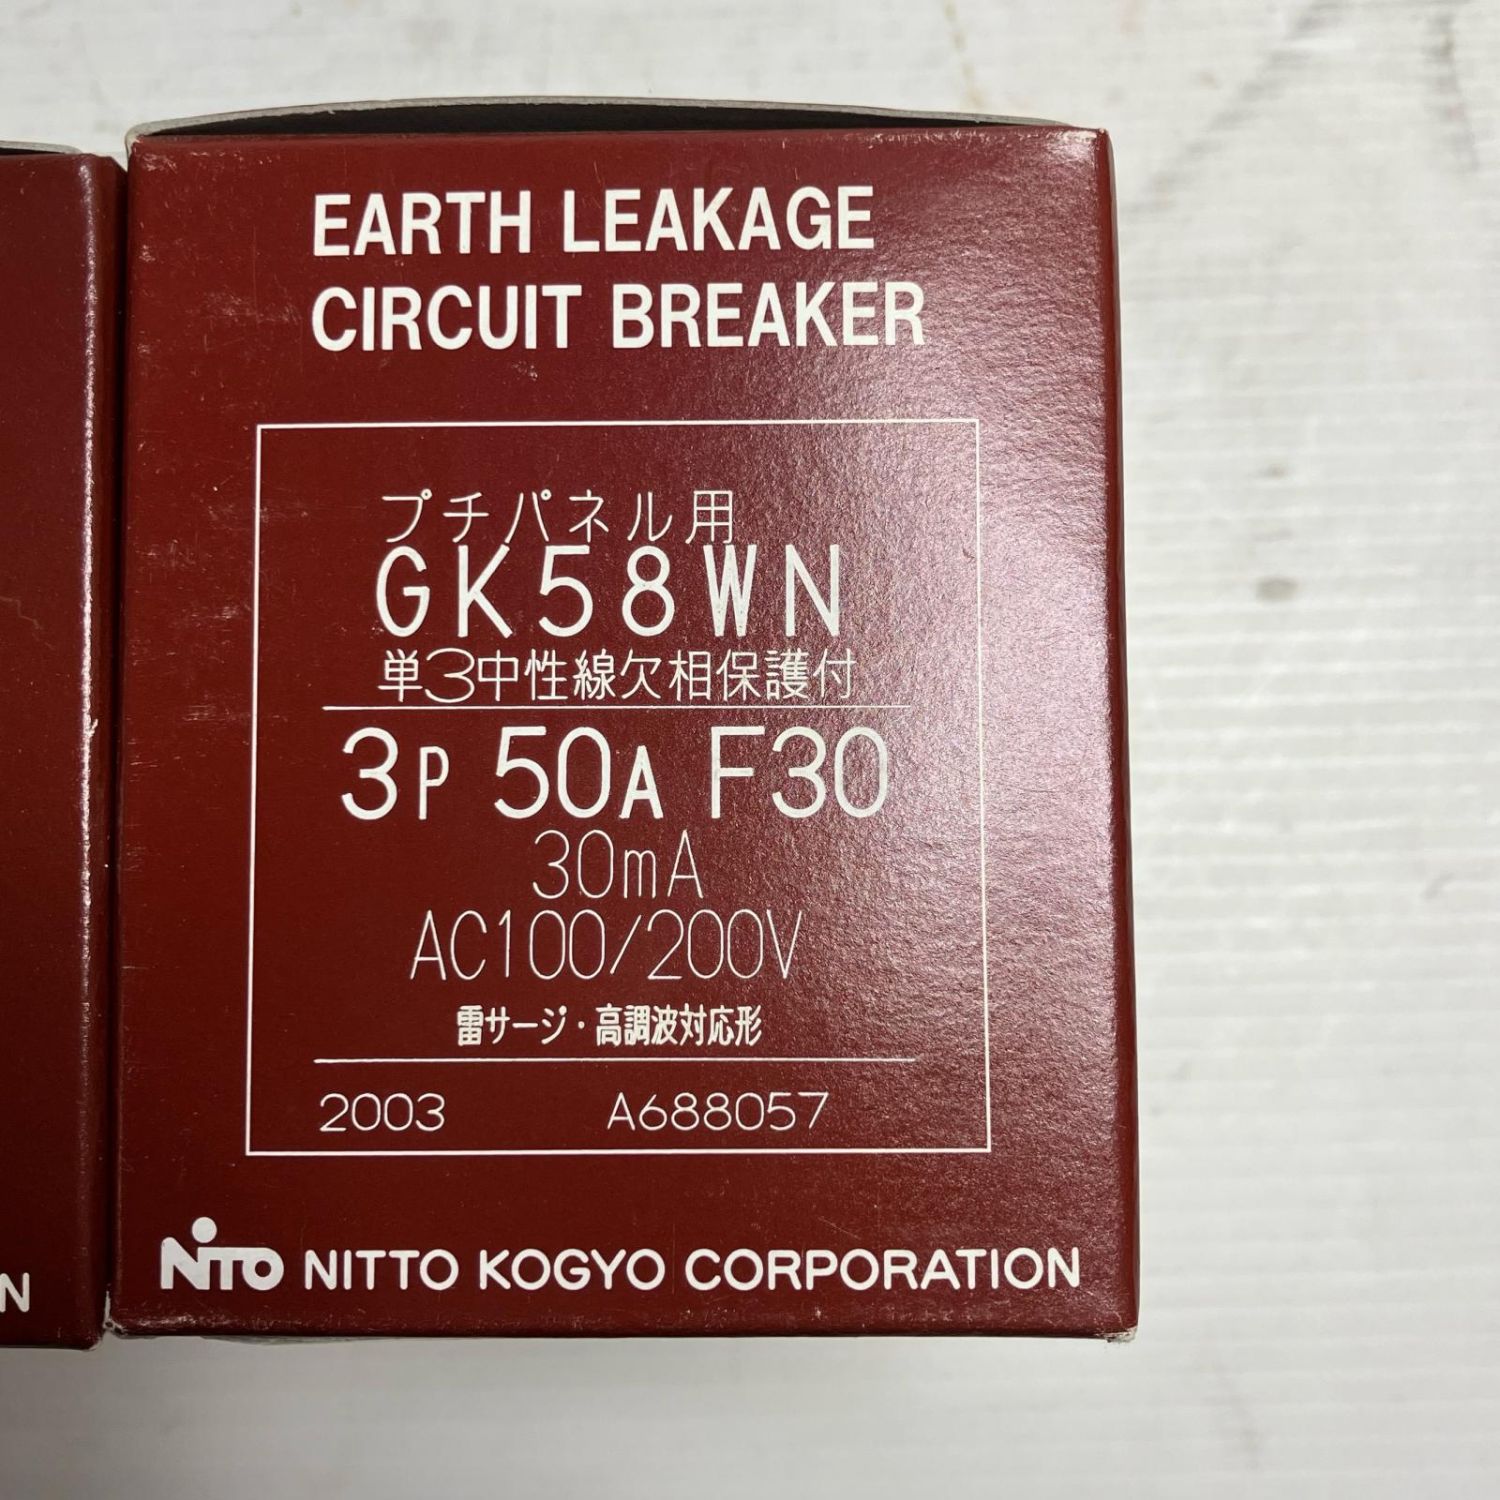 EARTH LEAKAGE
CIRCUIT BREAKER
プチパネル用
GK58WN
単3中性線欠相保護付
3P 50A F30
30mA
AC100/200V
雷サージ・高調波対応形
2003 A688057
NITO NITTO KOGYO CORPORATION
N